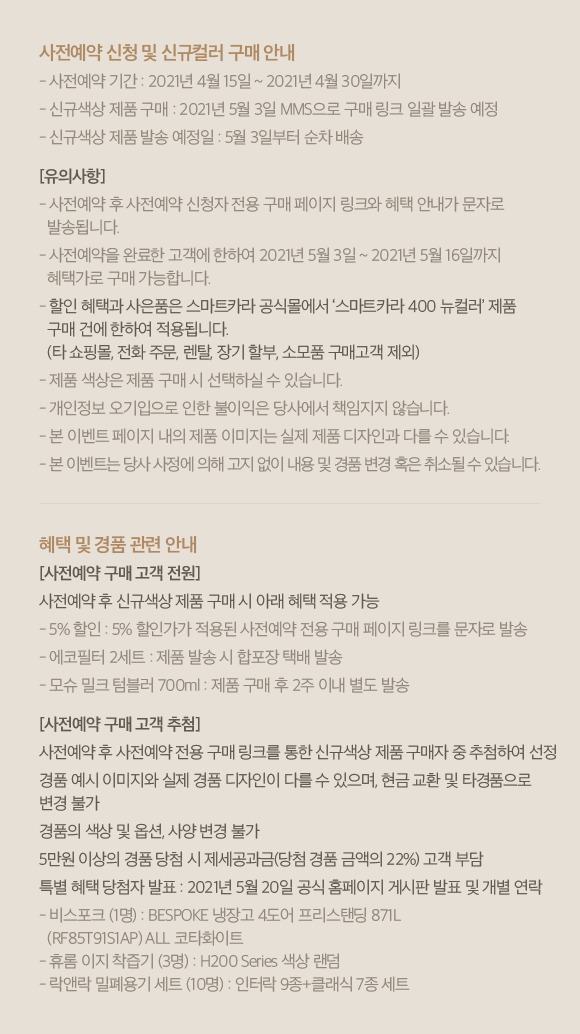 사전예약 신청 및 신규컬러 구매 안내
- 사전예약 기간 : 2021년 4월 15일 ~ 2021년 4월 30일까지
- 신규색상 제품 구매 : 2021년 5월 3일 MMS으로 구매 링크 일괄 발송 예정
- 신규색상 제품 발송 예정일 : 5월 3일부터 순차 배송
[유의사항]
- 사전예약 후 사전예약 신청자 전용 구매 페이지 링크와 혜택 안내가 문자로
발송됩니다.
- 사전예약을 완료한 고객에 한하여 2021년 5월 3일 ~ 2021년 5월 16일까지
혜택가로 구매 가능합니다.
- 할인 혜택과 사은품은 스마트카라 공식몰에서 '스마트카라 400 뉴컬러' 제품
구매 건에 한하여 적용됩니다.
(타 쇼핑몰, 전화 주문, 렌탈, 장기 할부, 소모품 구매고객 제외)
- 제품 색상은 제품 구매 시 선택하실 수 있습니다.
- 개인정보 오기입으로 인한 불이익은 당사에서 책임지지 않습니다.
- 본 이벤트 페이지 내의 제품 이미지는 실제 제품 디자인과 다를 수 있습니다.
- 본 이벤트는 당사 사정에 의해 고지 없이 내용 및 경품 변경 혹은 취소될 수 있습니다.
혜택 및 경품 관련 안내
[사전예약 구매 고객 전원]
사전예약 후 신규색상 제품 구매 시 아래 혜택 적용 가능
- 5% 할인 : 5% 할인가가 적용된 사전예약 전용 구매 페이지 링크를 문자로 발송
- 에코필터 2세트 : 제품 발송 시 합포장 택배 발송
- 모슈 밀크 텀블러 700ml : 제품 구매 후 2주 이내 별도 발송
[사전예약 구매 고객 추첨]
사전예약 후 사전예약 전용 구매 링크를 통한 신규색상 제품 구매자 중 추첨하여 선정
경품 예시 이미지와 실제 경품 디자인이 다를 수 있으며, 현금 교환 및 타경품으로
변경 불가
경품의 색상 및 옵션, 사양 변경 불가
5만원 이상의 경품 당첨 시 제세공과금(당첨 경품 금액의 22%) 고객 부담
특별 혜택 당첨자 발표 : 2021년 5월 20일 공식 홈페이지 게시판 발표 및 개별 연락
- 비스포크 (1명) : BESPOKE 냉장고 4도어 프리스탠딩 871L
(RF85T91S1AP) ALL 코타화이트
- 휴롬 이지 착즙기 (3명) : H200 Series 색상 랜덤
- 락앤락 밀폐용기 세트 (10명) : 인터락 9종+클래식 7종 세트